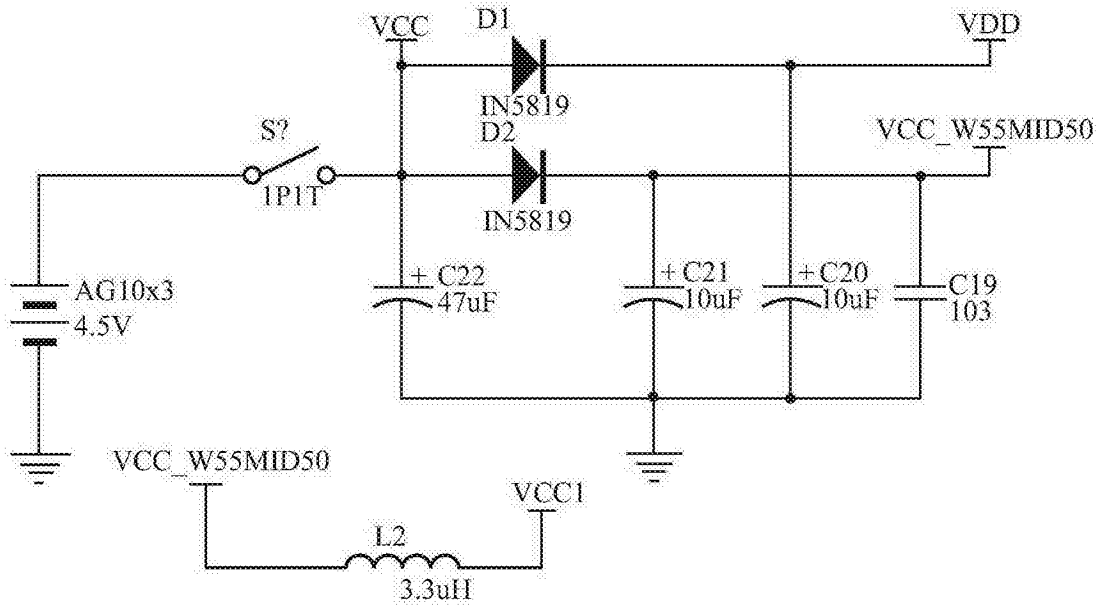 VCC
D1
VDD
IN5819
D2
VCC_W55MID50
S?
1P1T
IN5819
AG10x3
4.5V
+
C22
47uF
+
C21
10uF
+
C20
10uF
C19
103
VCC_W55MID50
VCC1
L2
3.3uH